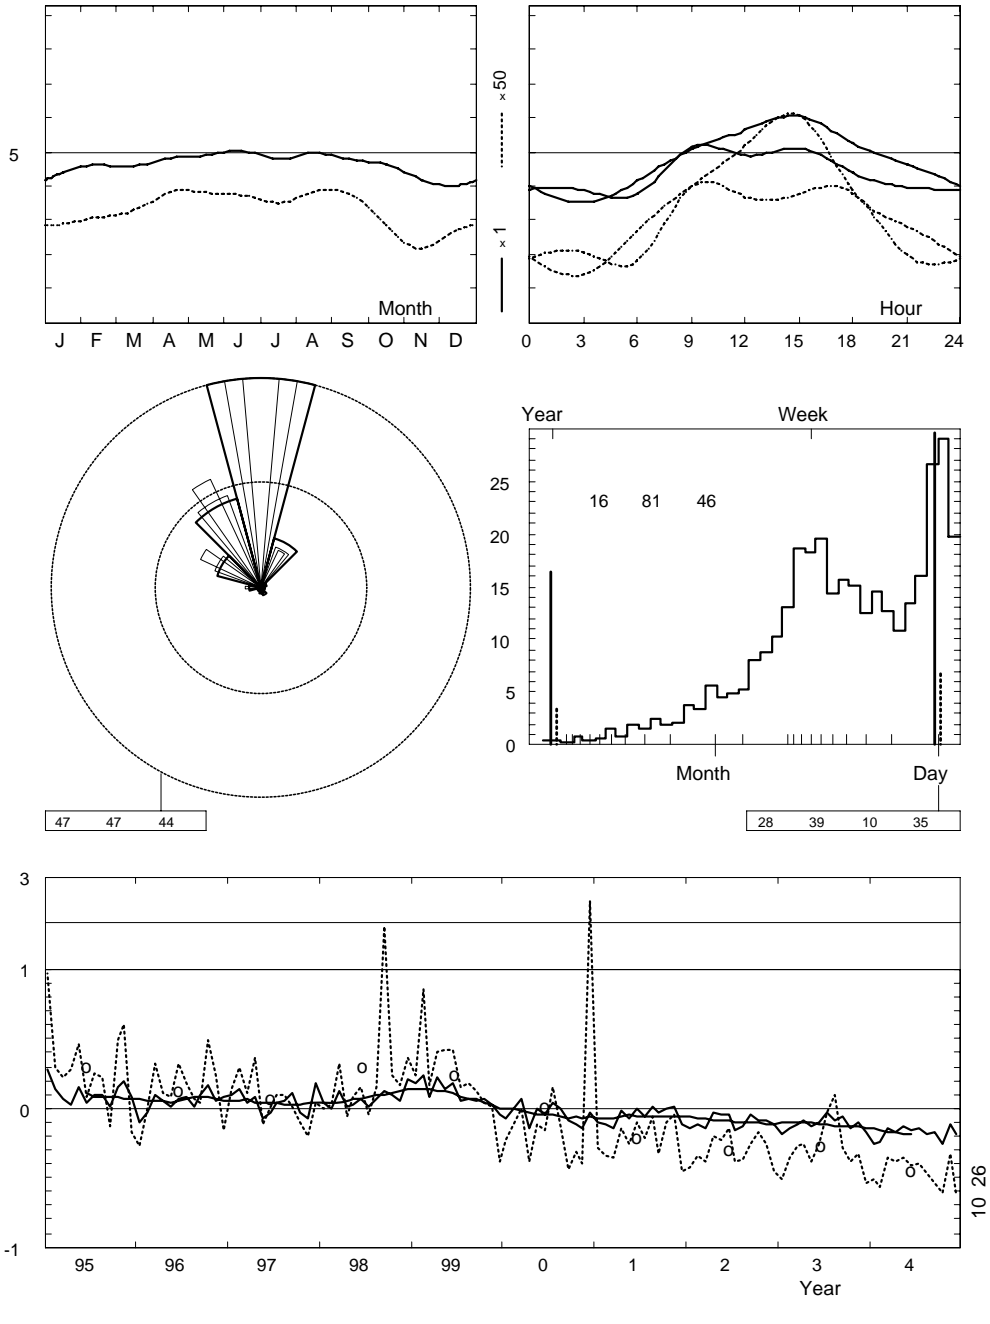 5
Month
J F M A M J J A S O N D
x 1 x 50
Hour
0 3 6 9 12 15 18 21 24
Year Week
25
20
15
10
5
0
16 81 46
Month Day
47 47 44
28 39 10 35
3
1
0
-1
o o o o o o o o o o
95 96 97 98 99 0 1 2 3 4
Year
10 26